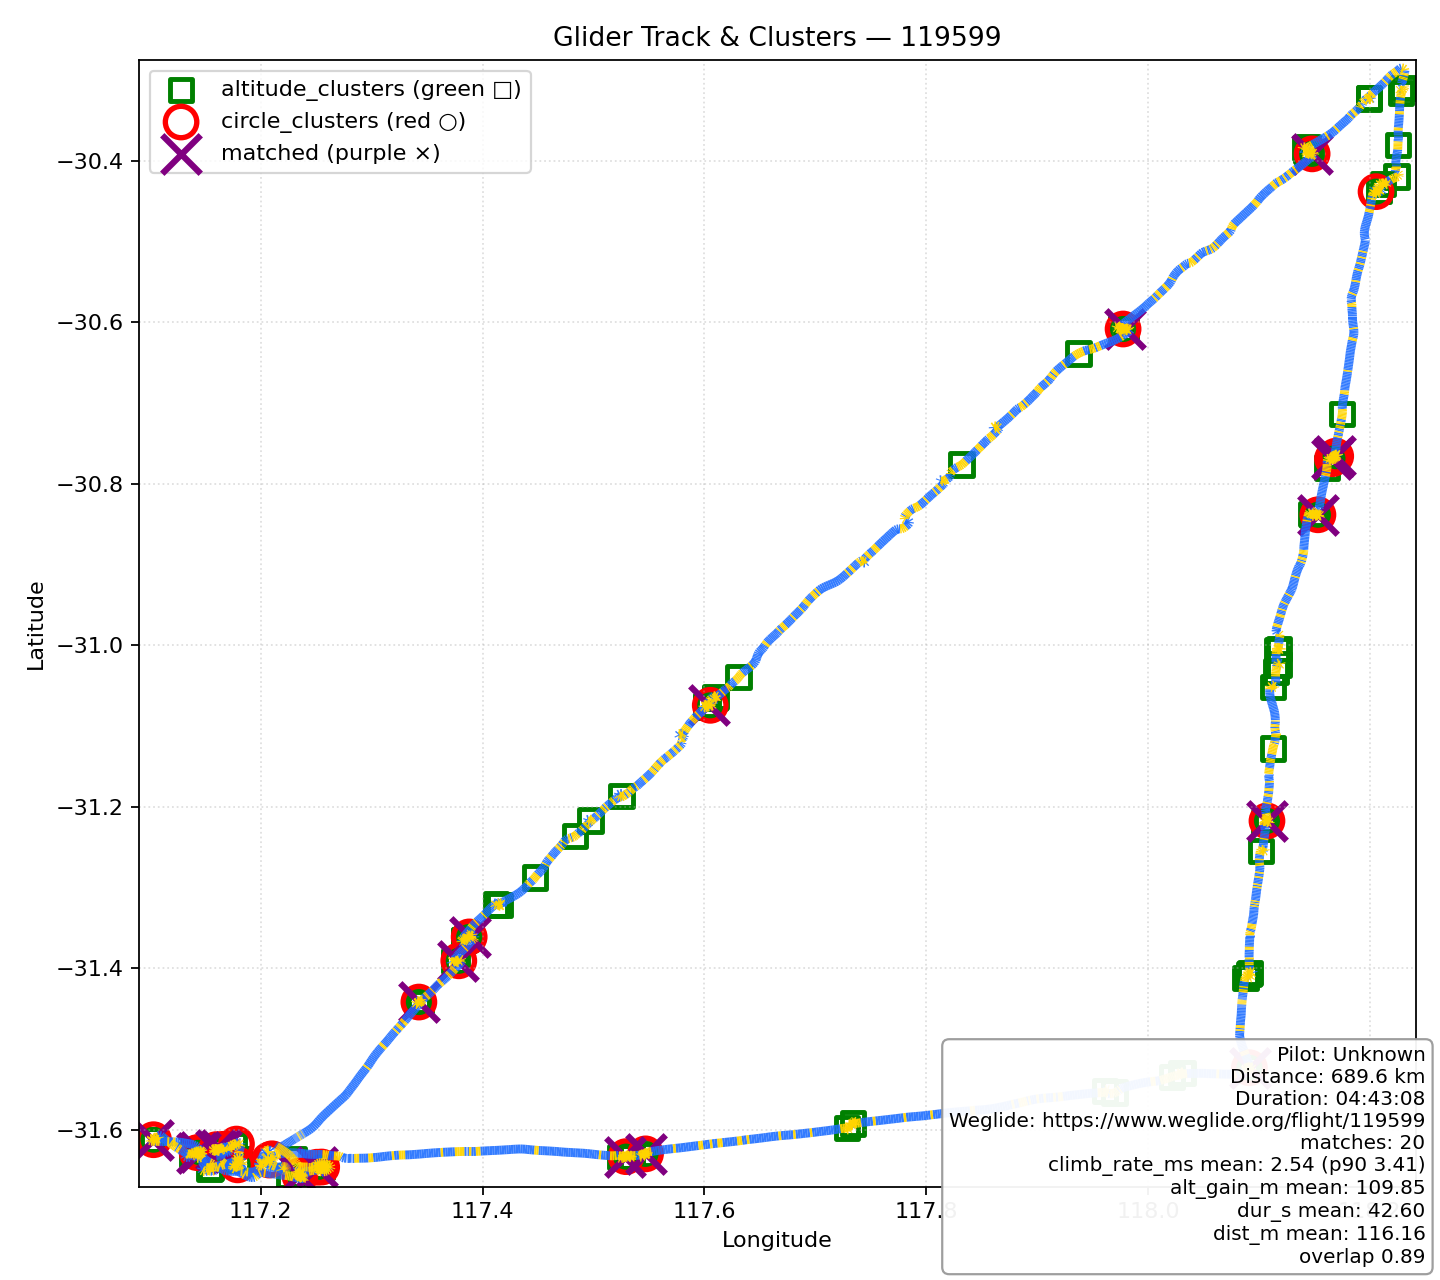 Glider Track & Clusters — 119599
altitude_clusters (green □)
circle_clusters (red ○)
matched (purple ×)
Latitude
−30.4
−30.6
−30.8
−31.0
−31.2
−31.4
−31.6
117.2
117.4
117.6
117.8
118.0
Longitude
Pilot: Unknown
Distance: 689.6 km
Duration: 04:43:08
Weglide: https://www.weglide.org/flight/119599
matches: 20
climb_rate_ms mean: 2.54 (p90 3.41)
alt_gain_m mean: 109.85
dur_s mean: 42.60
dist_m mean: 116.16
overlap 0.89